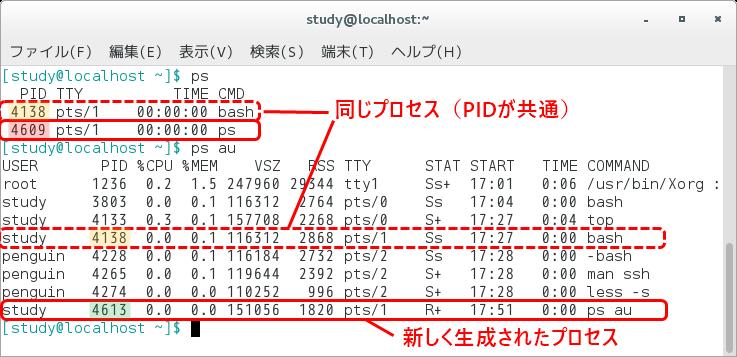 study@localhost:~
ファイル(F) 編集(E) 表示(V) 検索(S) 端末(T) ヘルプ(H)
[study@localhost ~]$ ps
PID TTY TIME CMD
4138 pts/1 00:00:00 bash
同じプロセス（PIDが共通）
4609 pts/1 00:00:00 ps
[study@localhost ~]$ ps au
USER PID %CPU %MEM VSZ RSS TTY STAT START TIME COMMAND
root 1236 0.2 1.5 247960 29344 tty1 Ss+ 17:01 0:06 /usr/bin/Xorg :
study 3803 0.0 0.1 116312 2764 pts/0 Ss 17:04 0:00 bash
study 4133 0.3 0.1 157708 2268 pts/0 S+ 17:27 0:04 top
study 4138 0.0 0.1 116312 2868 pts/1 Ss 17:27 0:00 bash
penguin 4228 0.0 0.1 116184 2732 pts/2 Ss 17:28 0:00 -bash
penguin 4265 0.0 0.1 119644 2392 pts/2 S+ 17:28 0:00 man ssh
penguin 4274 0.0 0.0 110252 996 pts/2 S+ 17:28 0:00 less -s
study 4613 0.0 0.0 151056 1820 pts/1 R+ 17:51 0:00 ps au
[study@localhost ~]$
新しく生成されたプロセス